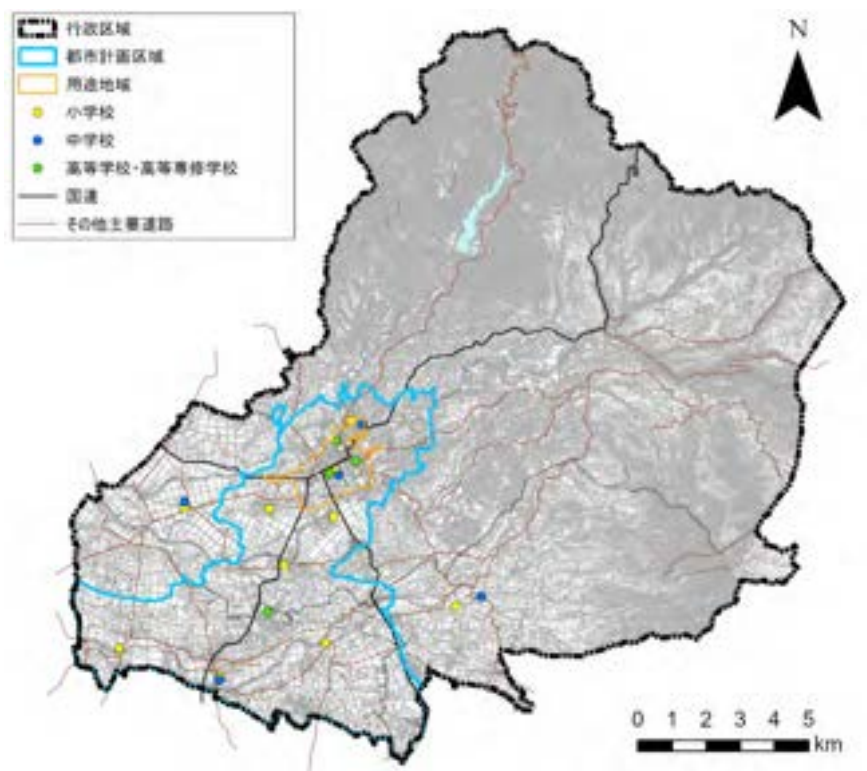 行政区域
都市計画区域
用途地域
小学校
中学校
高等学校・高等専修学校
国道
その他主要道路
N
0 1 2 3 4 5
km